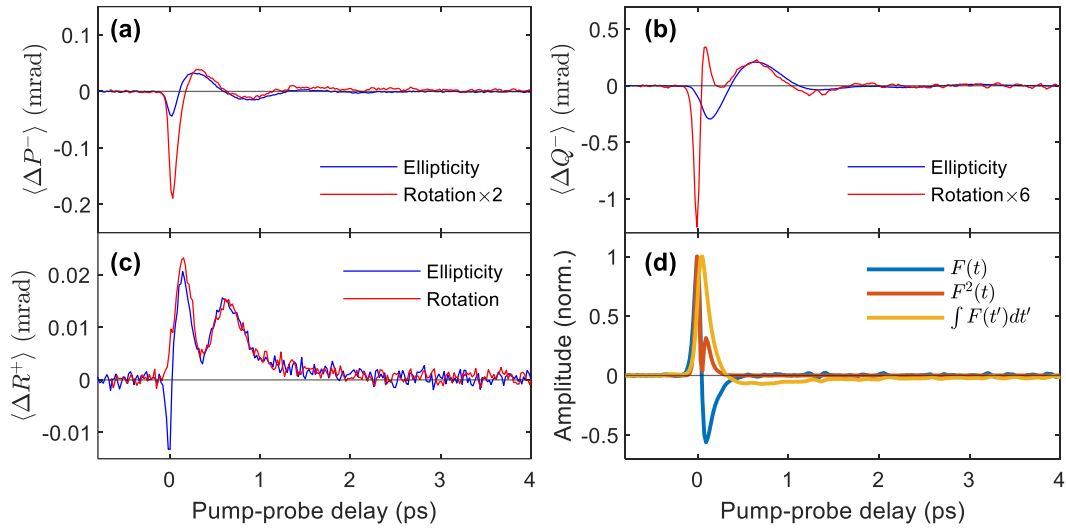 (a)
0.1
0
-0.1
-0.2
⟨ΔP⁻⟩ (mrad)
Ellipticity
Rotation×2
(b)
0.5
0
-0.5
-1
⟨ΔQ⁻⟩ (mrad)
Ellipticity
Rotation×6
(c)
0.02
0.01
0
-0.01
⟨ΔR⁺⟩ (mrad)
Ellipticity
Rotation
0 1 2 3 4
Pump-probe delay (ps)
(d)
1
0.5
0
-0.5
Amplitude (norm.)
F(t)
F²(t)
∫ F(t′)dt′
0 1 2 3 4
Pump-probe delay (ps)